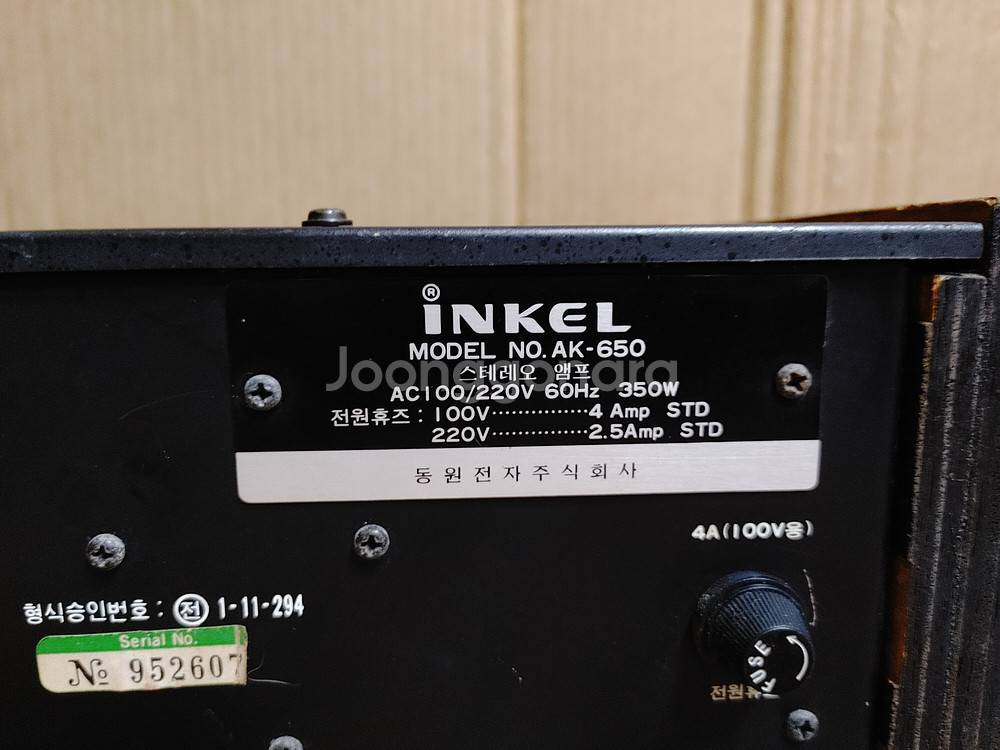 ® iNKEL
MODEL NO. AK-650
Joonggonara
스테레오 앰프
AC100/220V 60Hz 350W
전원휴즈 : 100V················4 Amp STD
220V················2.5Amp STD
동원전자주식회사
4A(100V용)
형식승인번호 : 전 1-11-294
Serial No.
№ 952607
FUSE